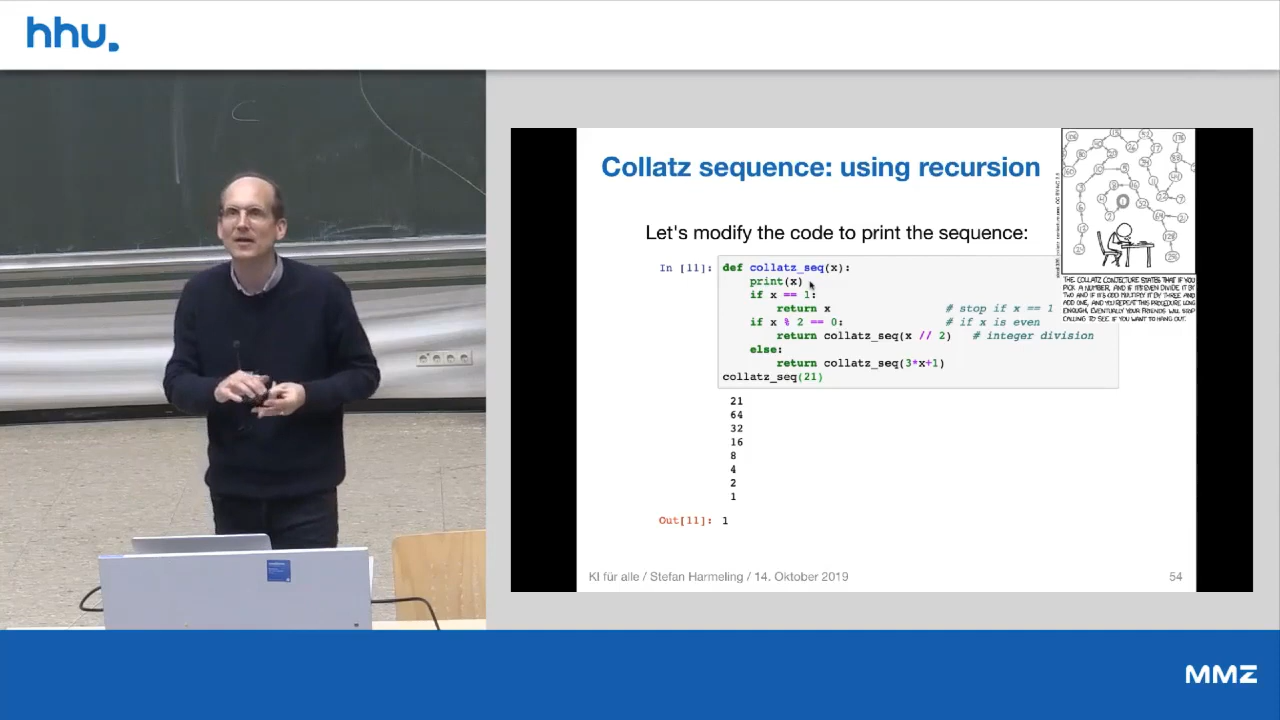 hhu.
Collatz sequence: using recursion
Let's modify the code to print the sequence:
In [11]: def collatz_seq(x):
print(x)
if x == 1:
return x # stop if x == 1
if x % 2 == 0: # if x is even
return collatz_seq(x // 2) # integer division
else:
return collatz_seq(3*x+1)
collatz_seq(21)
21
64
32
16
8
4
2
1
Out[11]: 1
THE COLLATZ CONJECTURE STATES THAT IF YOU
PICK A NUMBER, AND IF IT'S EVEN DIVIDE IT BY
TWO AND IF IT'S ODD MULTIPLY IT BY THREE AND
ADD ONE, AND YOU REPEAT THIS PROCEDURE LONG
ENOUGH, EVENTUALLY YOUR FRIENDS WILL STOP
CALLING TO SEE IF YOU WANT TO HANG OUT.
KI für alle / Stefan Harmeling / 14. Oktober 2019
54
MMZ